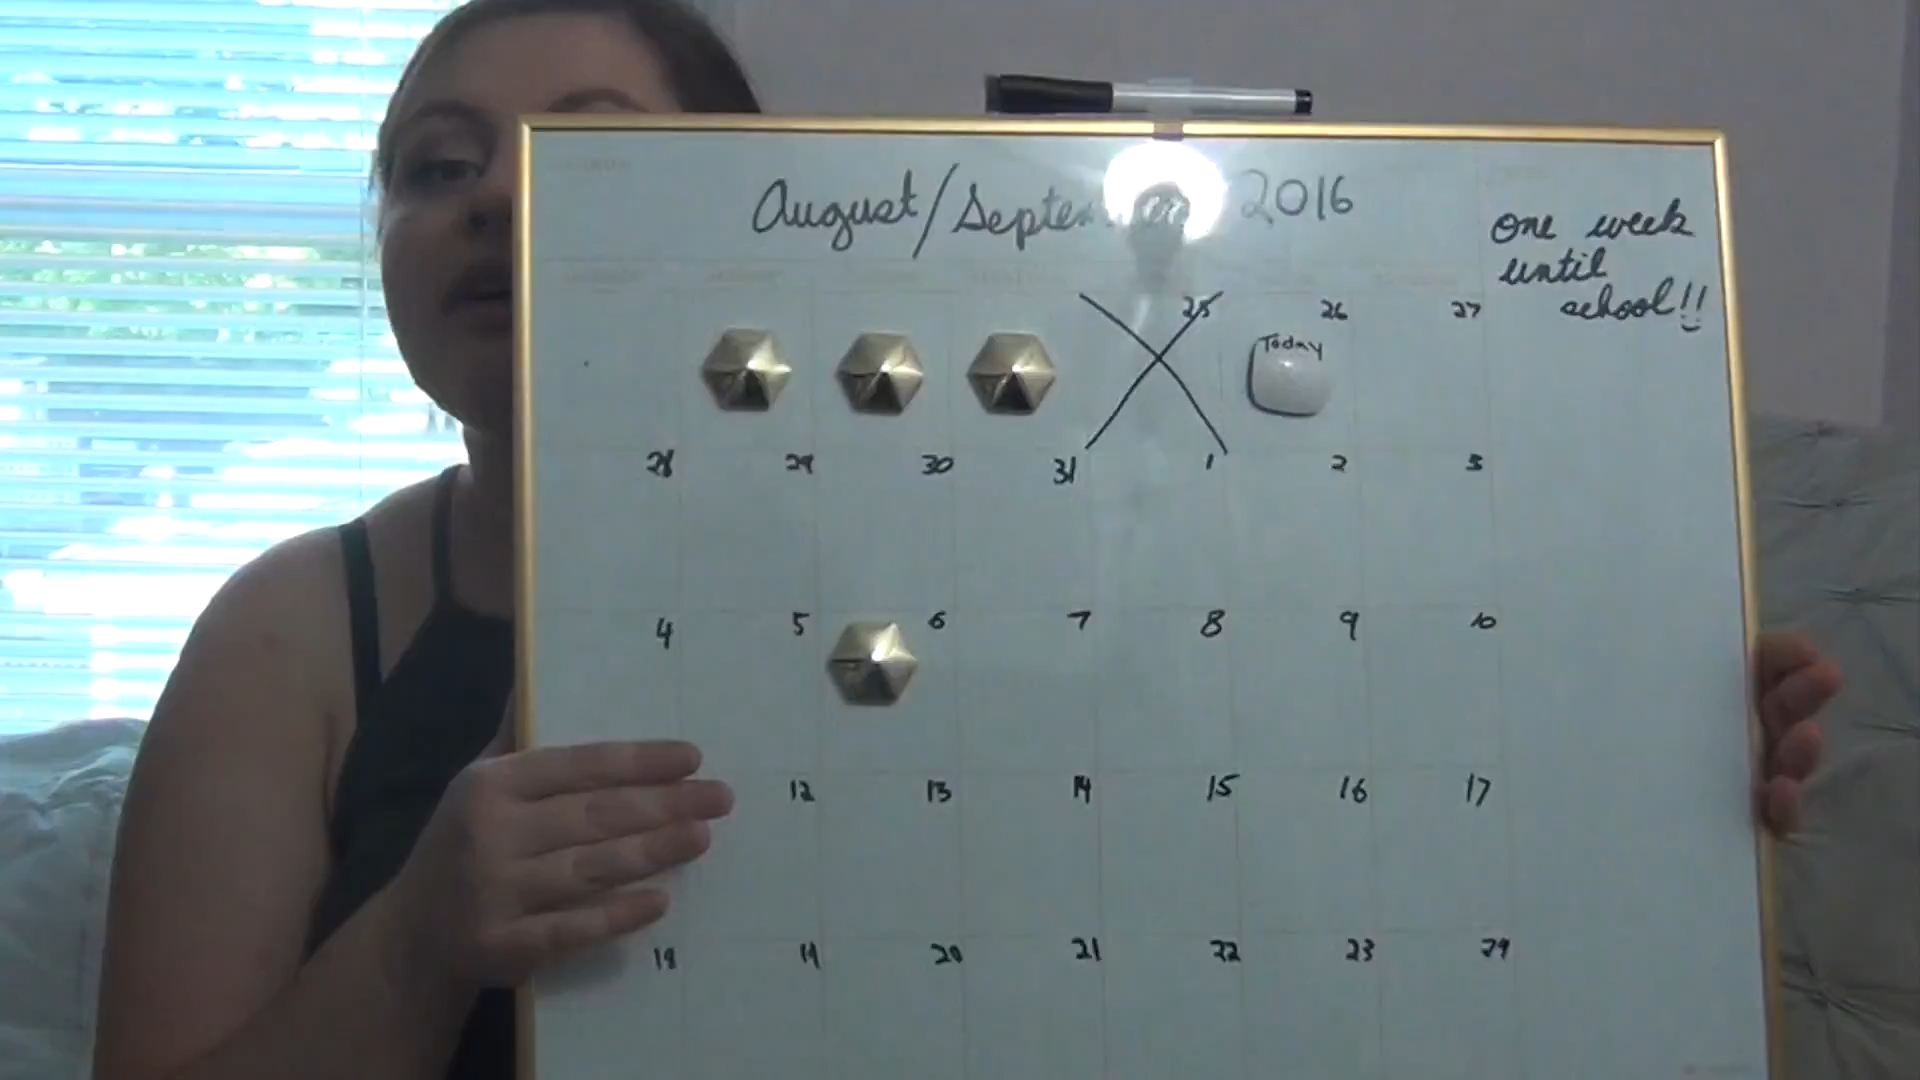 August/September 2016
one week
until
school!!
25 26 27
Today
28 29 30 31 1 2 3
4 5 6 7 8 9 10
12 13 14 15 16 17
18 19 20 21 22 23 24